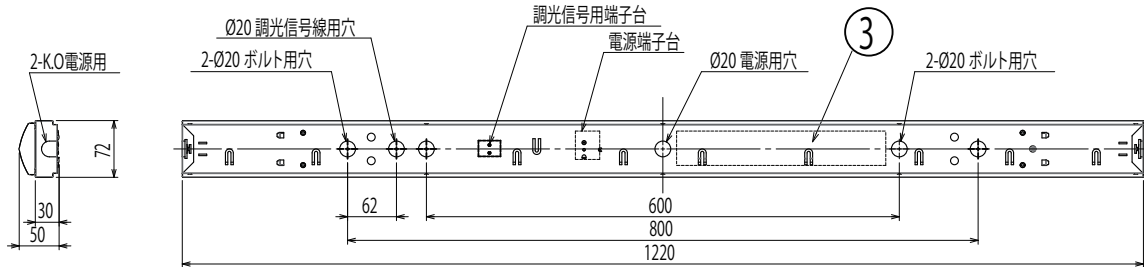 調光信号用端子台
Ø20 調光信号線用穴
電源端子台
③
2-K.O電源用
2-Ø20 ボルト用穴
Ø20 電源用穴
2-Ø20 ボルト用穴
72
30
62
600
50
800
1220